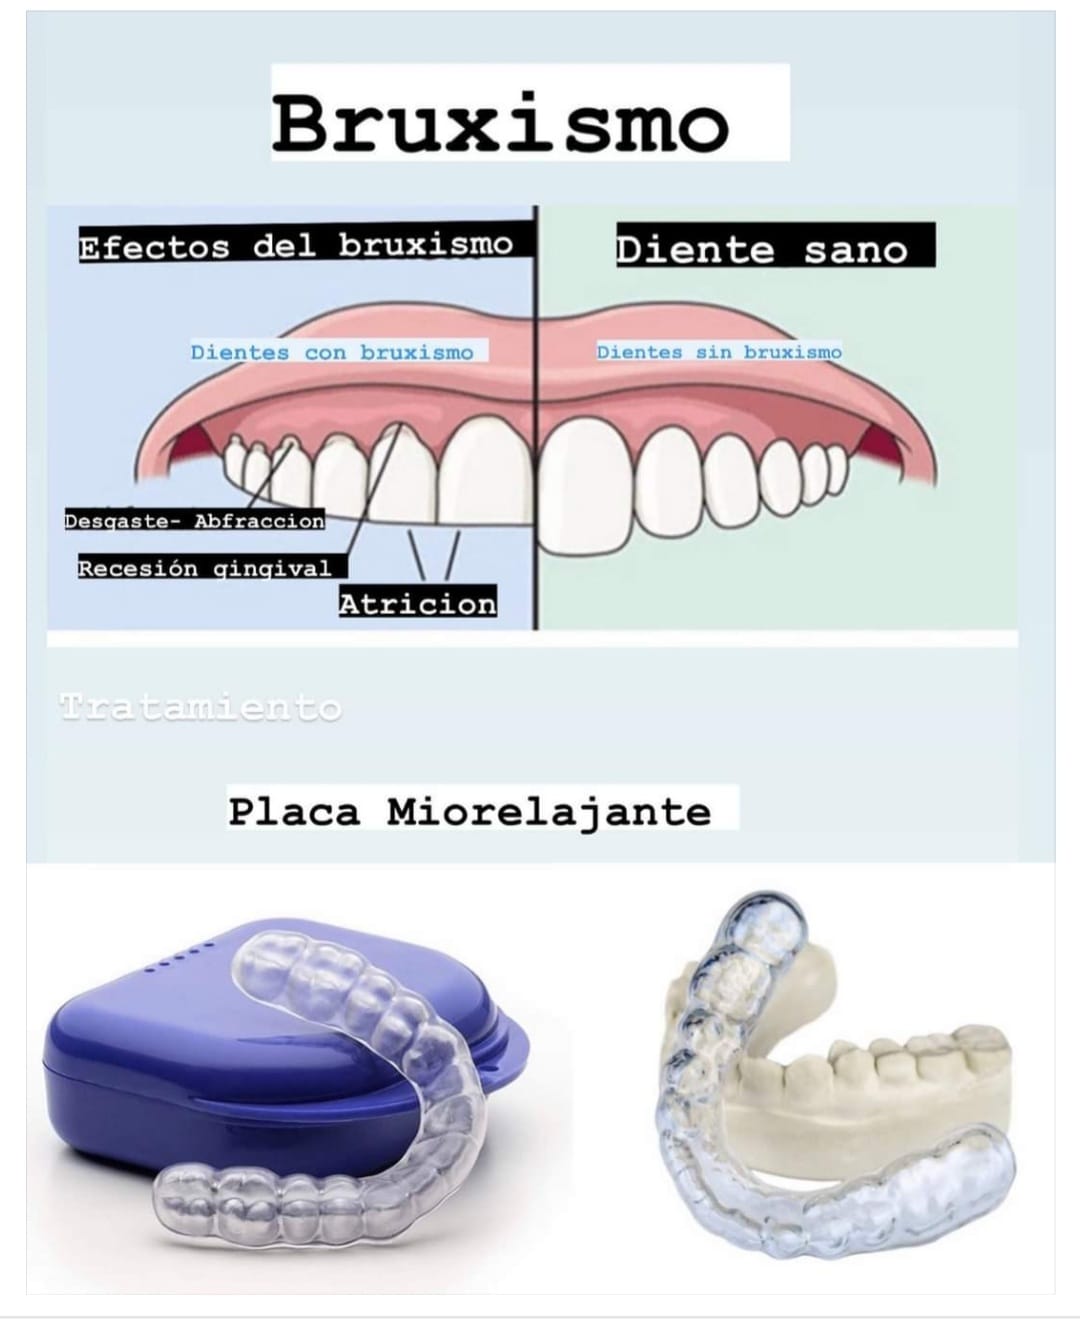 Bruxismo
Efectos del bruxismo
Diente sano
Dientes con bruxismo
Dientes sin bruxismo
Desgaste- Abfraccion
Recesión gingival
Atricion
Tratamiento
Placa Miorelajante